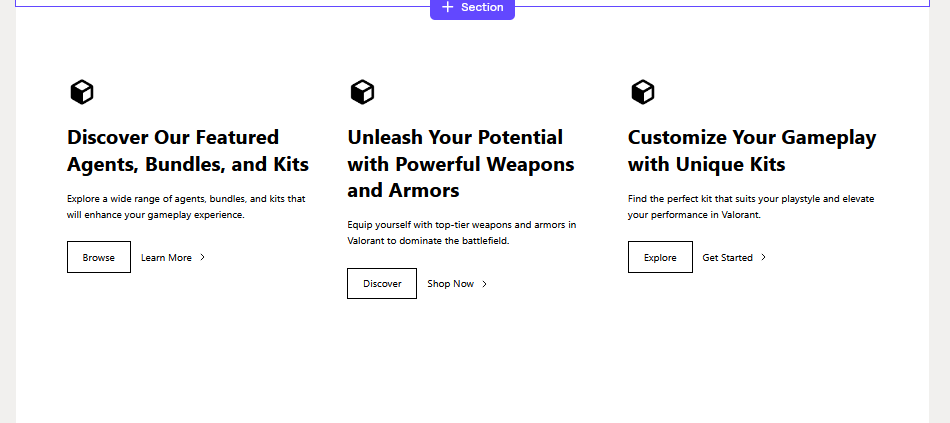 Section
Discover Our Featured
Agents, Bundles, and Kits
Explore a wide range of agents, bundles, and kits that
will enhance your gameplay experience.
Browse
Learn More
Unleash Your Potential
with Powerful Weapons
and Armors
Equip yourself with top-tier weapons and armors in
Valorant to dominate the battlefield.
Discover
Shop Now
Customize Your Gameplay
with Unique Kits
Find the perfect kit that suits your playstyle and elevate
your performance in Valorant.
Explore
Get Started